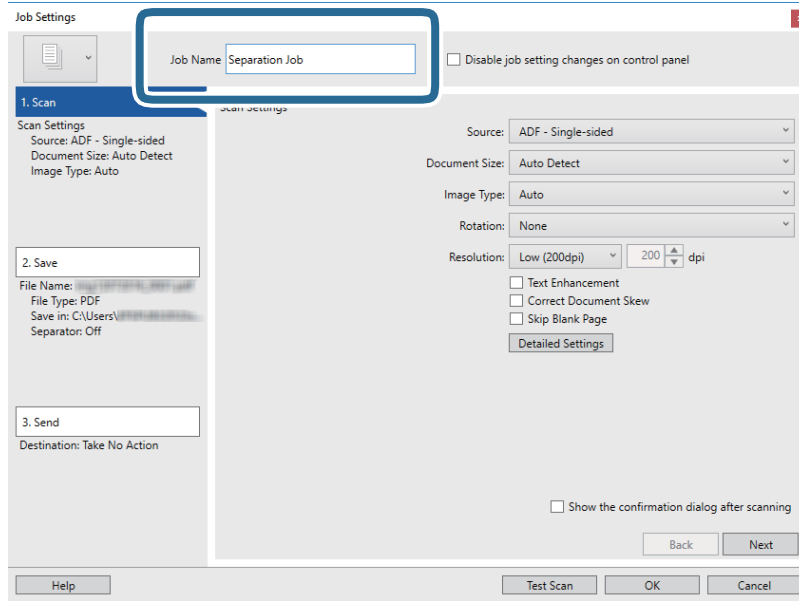 Job Settings
Job Name Separation Job
Disable job setting changes on control panel
1. Scan
Scan Settings
Source: ADF - Single-sided
Document Size: Auto Detect
Image Type: Auto
2. Save
File Name:
File Type: PDF
Save in: C:\Users\
Separator: Off
3. Send
Destination: Take No Action
Scan Settings
Source: ADF - Single-sided
Document Size: Auto Detect
Image Type: Auto
Rotation: None
Resolution: Low (200dpi) 200 dpi
Text Enhancement
Correct Document Skew
Skip Blank Page
Detailed Settings
Show the confirmation dialog after scanning
Back Next
Help Test Scan OK Cancel